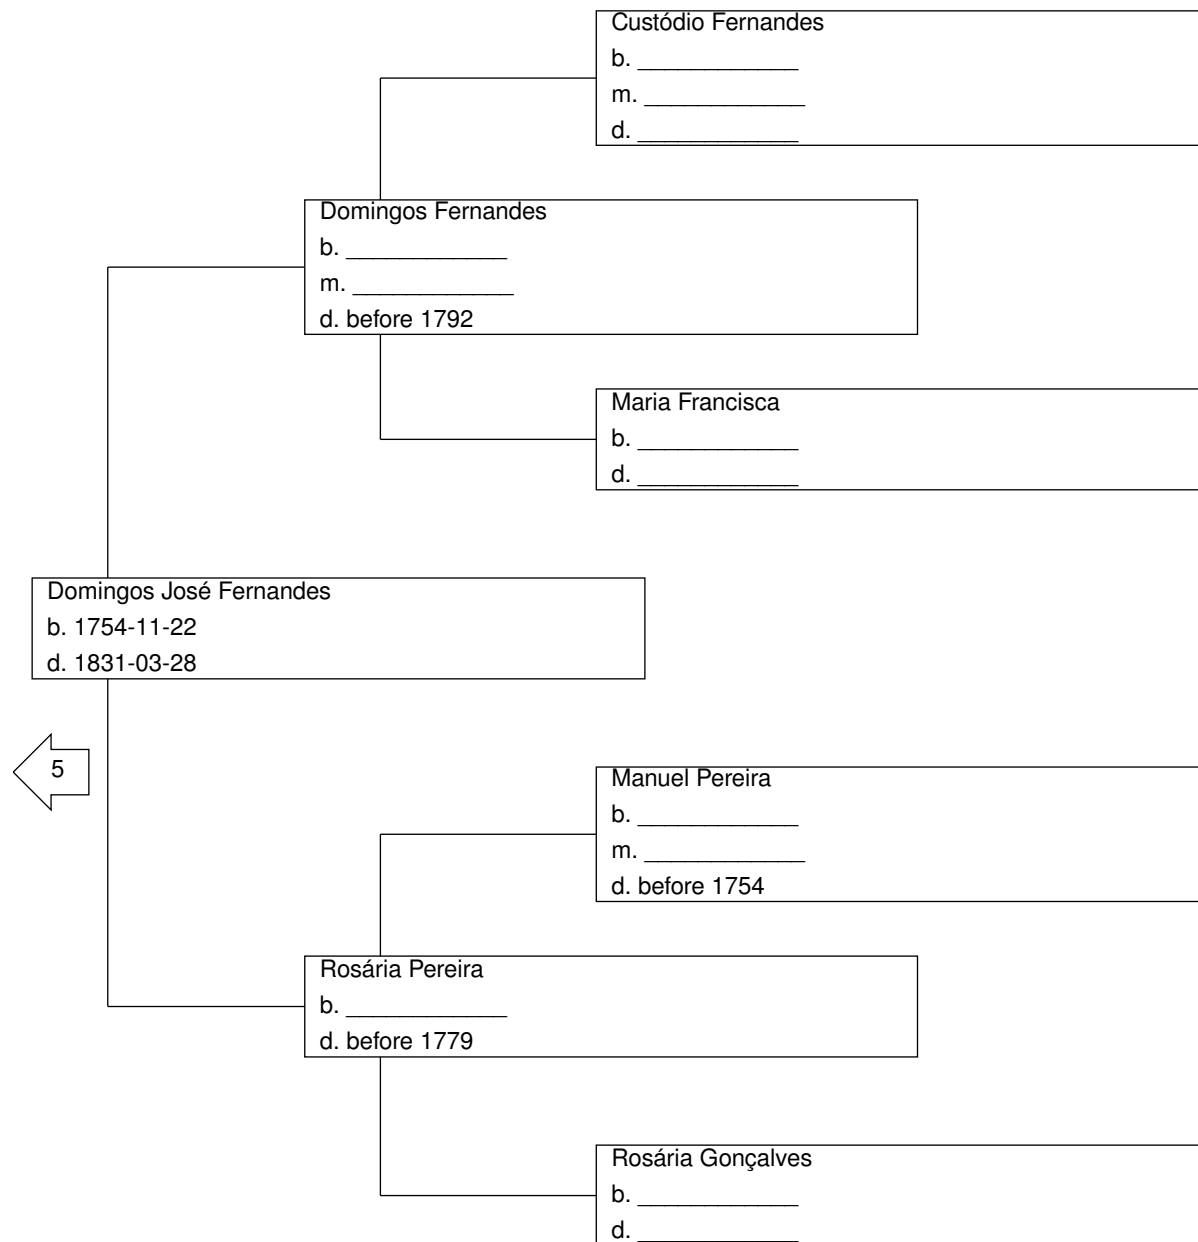 Custódio Fernandes
b. ____________
m. ____________
d. ____________
Domingos Fernandes
b. ____________
m. ____________
d. before 1792
Maria Francisca
b. ____________
d. ____________
Domingos José Fernandes
b. 1754-11-22
d. 1831-03-28
5
Manuel Pereira
b. ____________
m. ____________
d. before 1754
Rosária Pereira
b. ____________
d. before 1779
Rosária Gonçalves
b. ____________
d. ____________